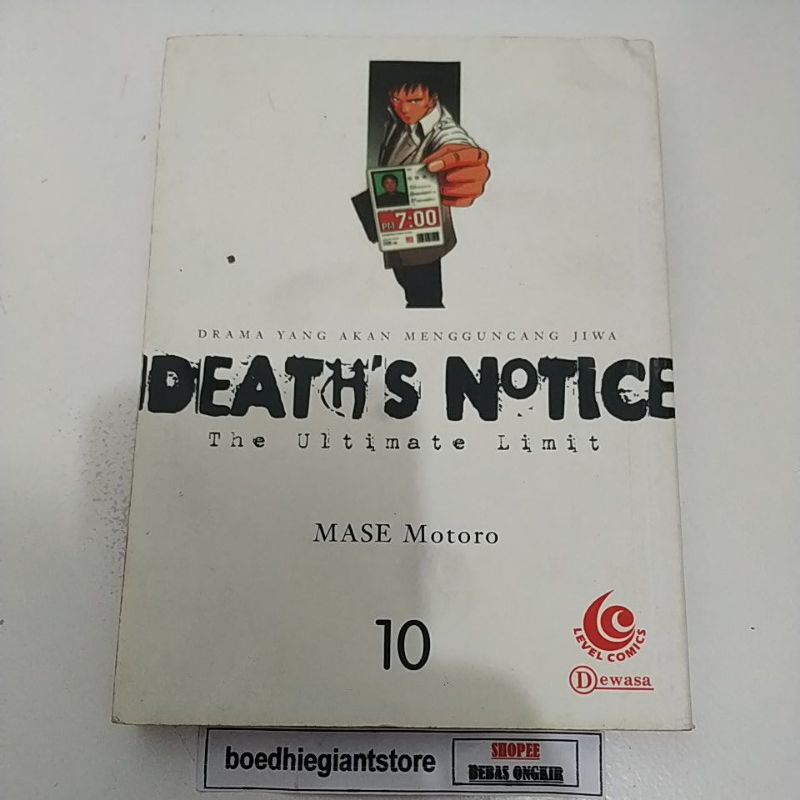 PM 7:00
DRAMA YANG AKAN MENGGUNCANG JIWA
DEATH'S NOTICE
The Ultimate Limit
MASE Motoro
10
LEVEL COMICS
Dewasa
boedhiegiantstore
SHOPEE
BEBAS ONGKIR